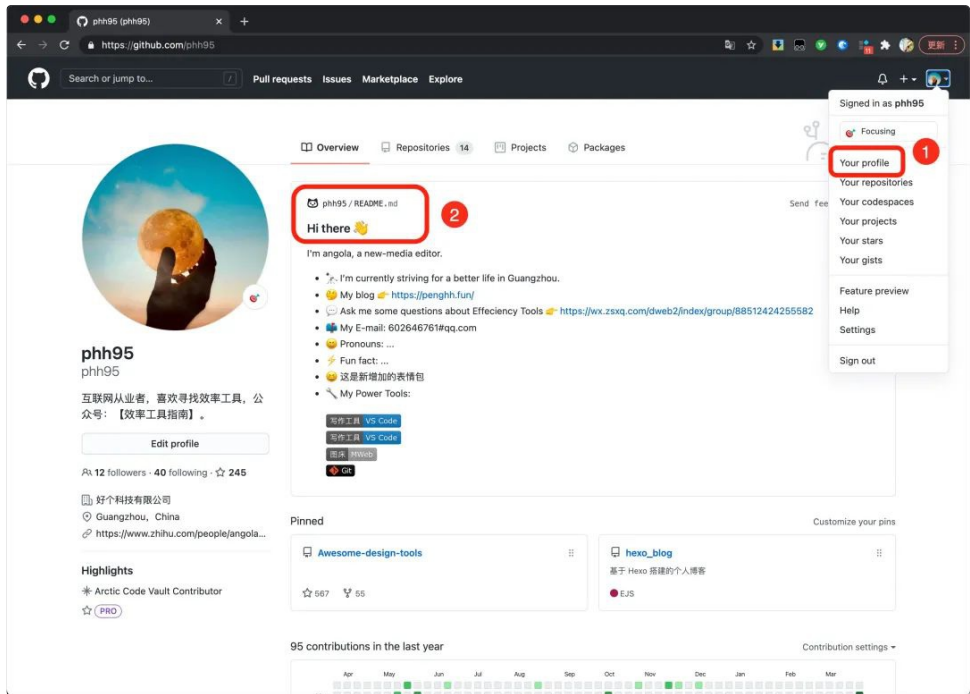 phh95 (phh95)
https://github.com/phh95
更新
11
Search or jump to...
/
Pull requests Issues Marketplace Explore
Signed in as phh95
Focusing
1
Your profile
Your repositories
Your codespaces
Your projects
Your stars
Your gists
Feature preview
Help
Settings
Sign out
Overview Repositories 14 Projects Packages
phh95 / README.md
Send fee
2
Hi there 👋
I'm angola, a new-media editor.
• 🔭 I'm currently striving for a better life in Guangzhou.
• 🤔 My blog 👉 https://penghh.fun/
• 💬 Ask me some questions about Effeciency Tools 👉 https://wx.zsxq.com/dweb2/index/group/88512424255582
• 📫 My E-mail: 602646761#qq.com
• 😄 Pronouns: ...
• ⚡ Fun fact: ...
• 😆 这是新增加的表情包
• 🔧 My Power Tools:
写作工具 VS Code
写作工具 VS Code
图床 MWeb
Git
phh95
phh95
互联网从业者，喜欢寻找效率工具，公
众号：【效率工具指南】。
Edit profile
12 followers · 40 following · 245
好个科技有限公司
Guangzhou，China
https://www.zhihu.com/people/angola...
Highlights
Arctic Code Vault Contributor
PRO
Pinned
Customize your pins
Awesome-design-tools
567 55
hexo_blog
基于 Hexo 搭建的个人博客
EJS
95 contributions in the last year
Contribution settings
Apr May Jun Jul Aug Sep Oct Nov Dec Jan Feb Mar